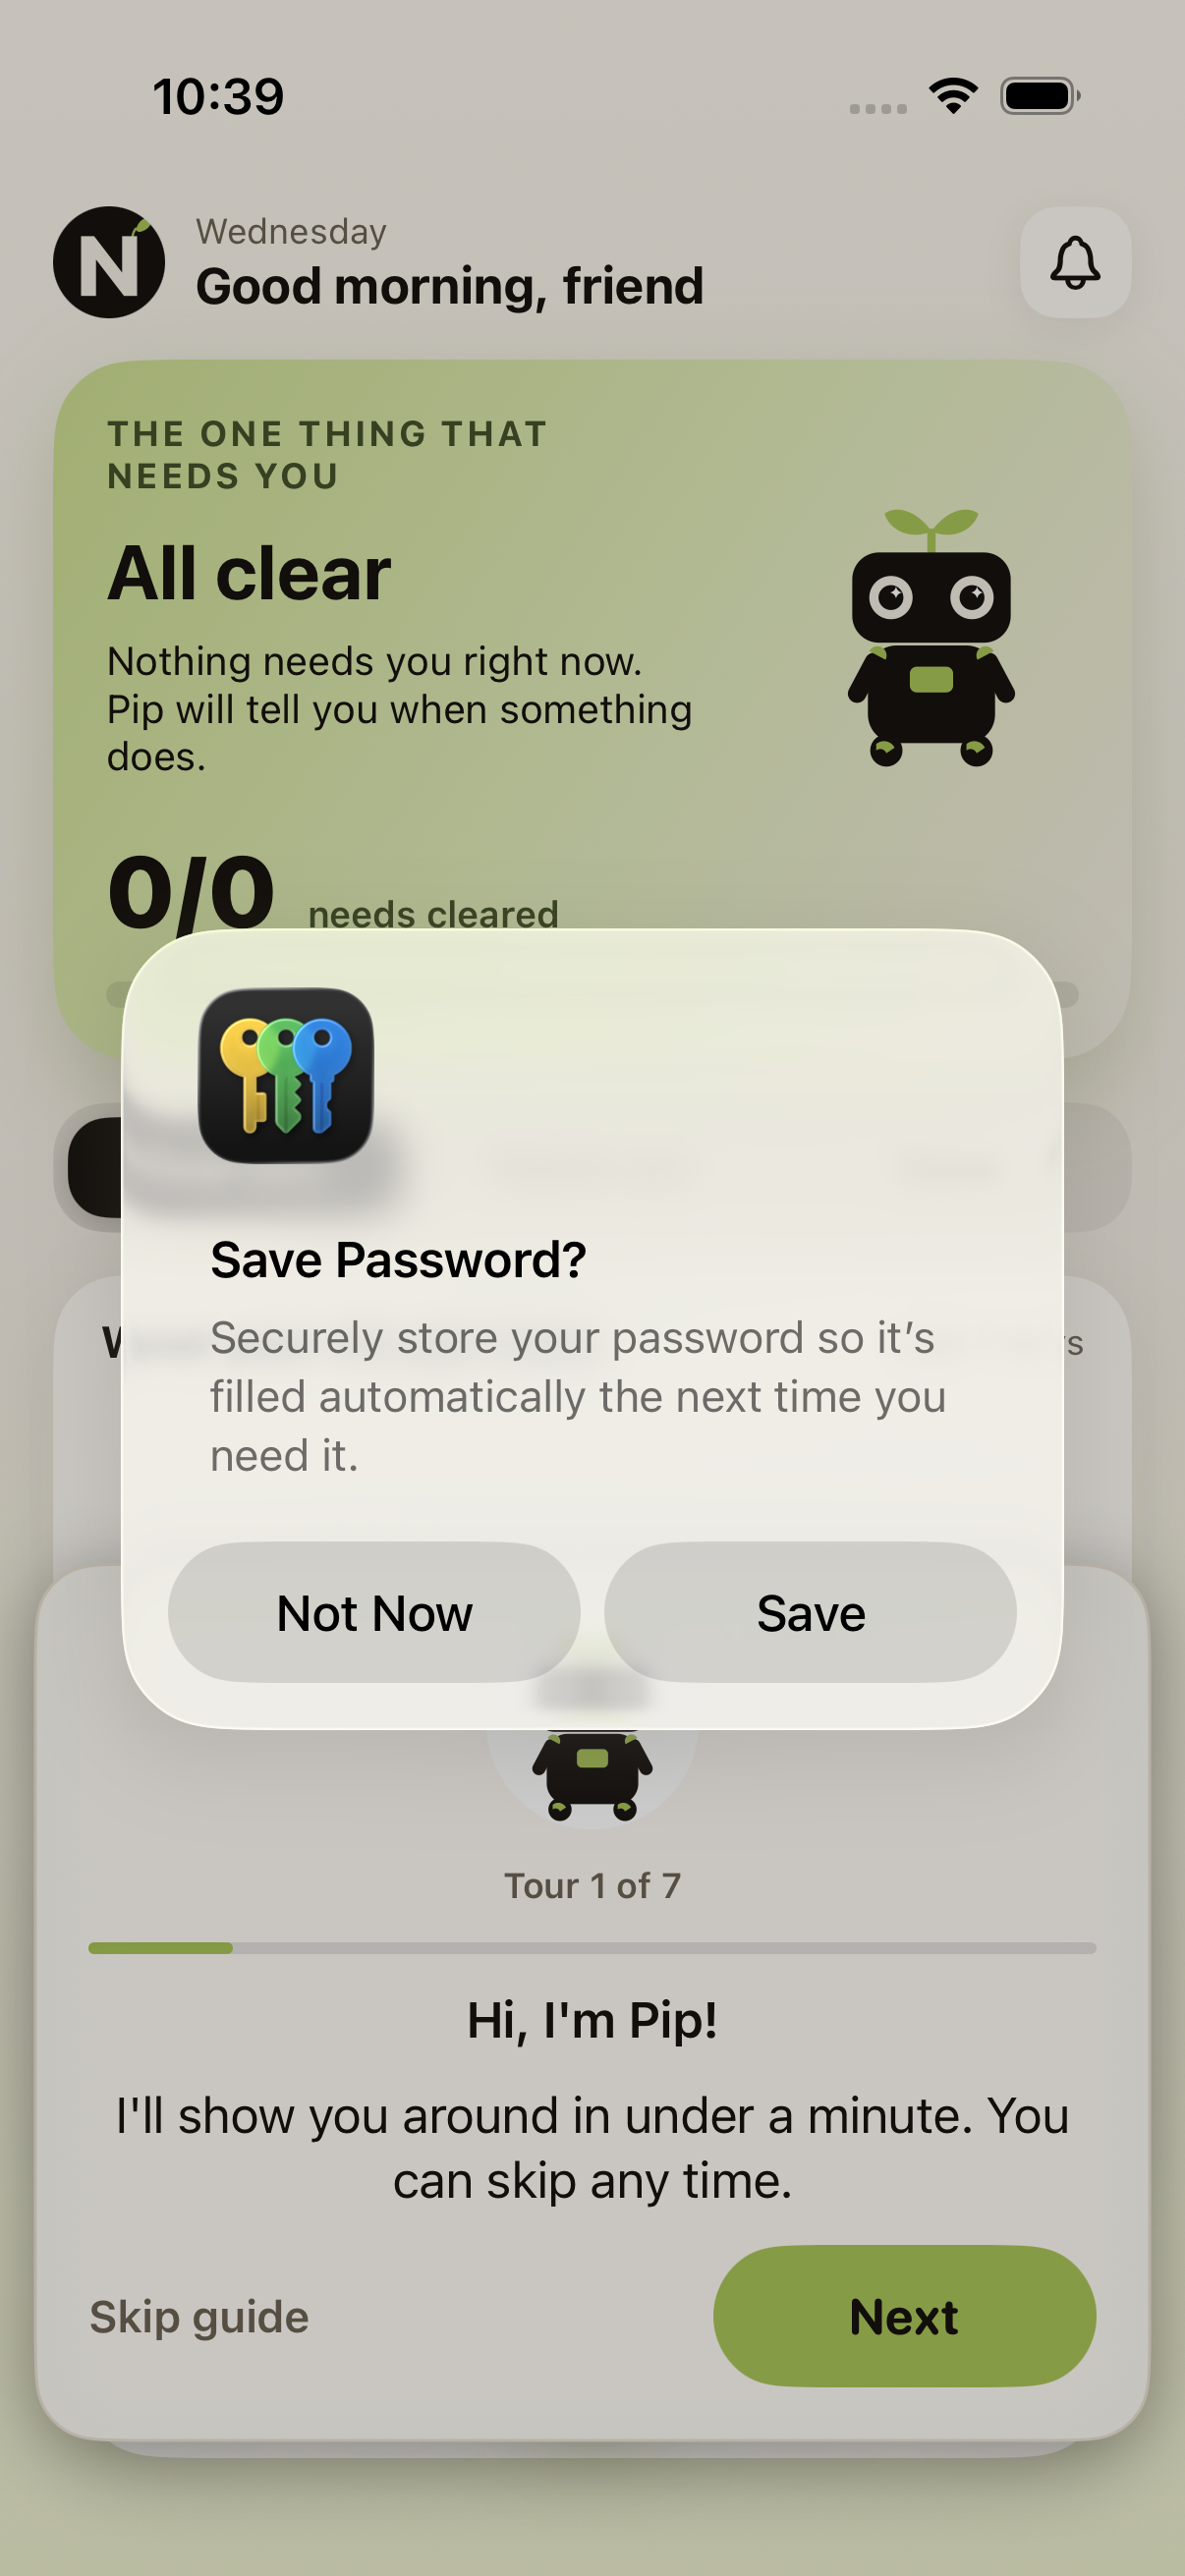 10:39
N
Wednesday
Good morning, friend
THE ONE THING THAT
NEEDS YOU
All clear
Nothing needs you right now.
Pip will tell you when something
does.
0/0 needs cleared
Save Password?
Securely store your password so it’s
filled automatically the next time you
need it.
Not Now
Save
Tour 1 of 7
Hi, I'm Pip!
I'll show you around in under a minute. You
can skip any time.
Skip guide
Next